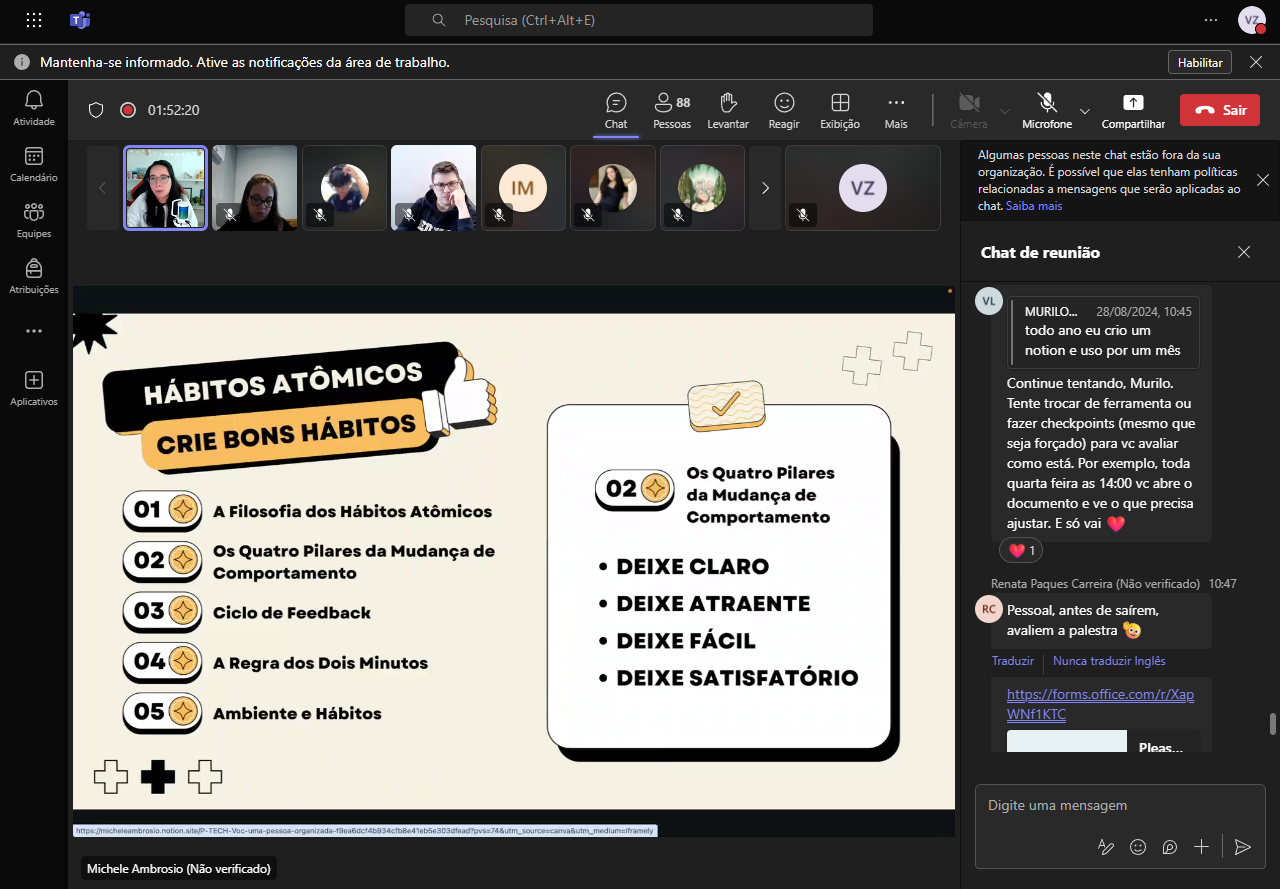 Pesquisa (Ctrl+Alt+E)
VZ
Mantenha-se informado. Ative as notificações da área de trabalho.
Habilitar
Atividade
Calendário
Equipes
Atribuições
Aplicativos
01:52:20
Chat
88
Pessoas
Levantar
Reagir
Exibição
Mais
Câmera
Microfone
Compartilhar
Sair
IM
VZ
HÁBITOS ATÔMICOS
CRIE BONS HÁBITOS
01 A Filosofia dos Hábitos Atômicos
02 Os Quatro Pilares da Mudança de
Comportamento
03 Ciclo de Feedback
04 A Regra dos Dois Minutos
05 Ambiente e Hábitos
02 Os Quatro Pilares
da Mudança de
Comportamento
• DEIXE CLARO
• DEIXE ATRAENTE
• DEIXE FÁCIL
• DEIXE SATISFATÓRIO
https://micheleambrosio.notion.site/P-TECH-Voc-uma-pessoa-organizada-f9ea6dcf4b934cfb8e41eb5e303dfead?pvs=74&utm_source=canva&utm_medium=iframely
Michele Ambrosio (Não verificado)
Algumas pessoas neste chat estão fora da sua
organização. É possível que elas tenham políticas
relacionadas a mensagens que serão aplicadas ao
chat. Saiba mais
Chat de reunião
VL
MURILO... 28/08/2024, 10:45
todo ano eu crio um
notion e uso por um mês
Continue tentando, Murilo.
Tente trocar de ferramenta ou
fazer checkpoints (mesmo que
seja forçado) para vc avaliar
como está. Por exemplo, toda
quarta feira as 14:00 vc abre o
documento e ve o que precisa
ajustar. E só vai ❤️
❤️ 1
Renata Paques Carreira (Não verificado) 10:47
RC
Pessoal, antes de saírem,
avaliem a palestra
Traduzir
Nunca traduzir Inglês
https://forms.office.com/r/Xap
WNf1KTC
Pleas...
Digite uma mensagem